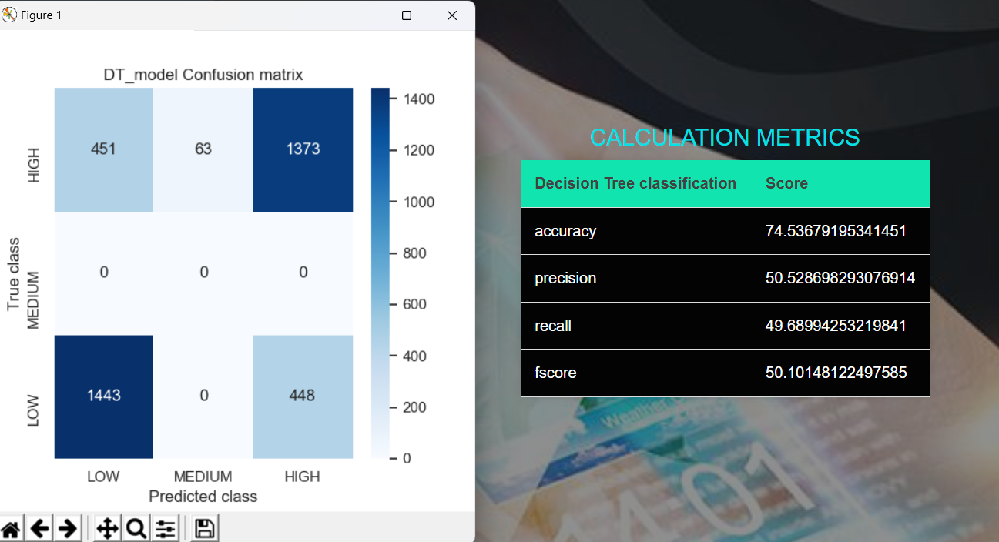 Figure 1
DT_model Confusion matrix
451 63 1373
0 0 0
1443 0 448
HIGH
MEDIUM
LOW
True class
LOW MEDIUM HIGH
Predicted class
1400
1200
1000
800
600
400
200
0
CALCULATION METRICS
Decision Tree classification Score
accuracy 74.53679195341451
precision 50.528698293076914
recall 49.68994253219841
fscore 50.10148122497585